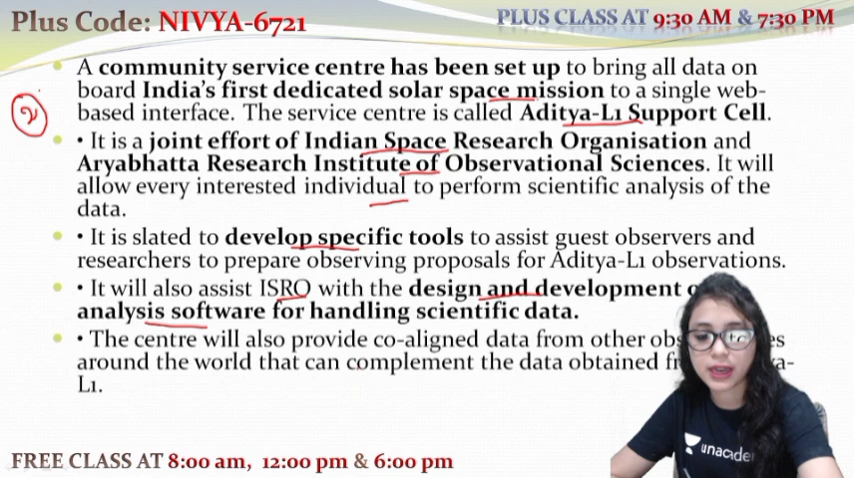 Plus Code: NIVYA-6721
PLUS CLASS AT 9:30 AM & 7:30 PM
A community service centre has been set up to bring all data on
board India's first dedicated solar space mission to a single web-
based interface. The service centre is called Aditya-L1 Support Cell.
• It is a joint effort of Indian Space Research Organisation and
Aryabhatta Research Institute of Observational Sciences. It will
allow every interested individual to perform scientific analysis of the
data.
• It is slated to develop specific tools to assist guest observers and
researchers to prepare observing proposals for Aditya-L1 observations.
• It will also assist ISRO with the design and development
analysis software for handling scientific data.
• The centre will also provide co-aligned data from other
around the world that can complement the data obtained
L1.
unacade
FREE CLASS AT 8:00 am, 12:00 pm & 6:00 pm